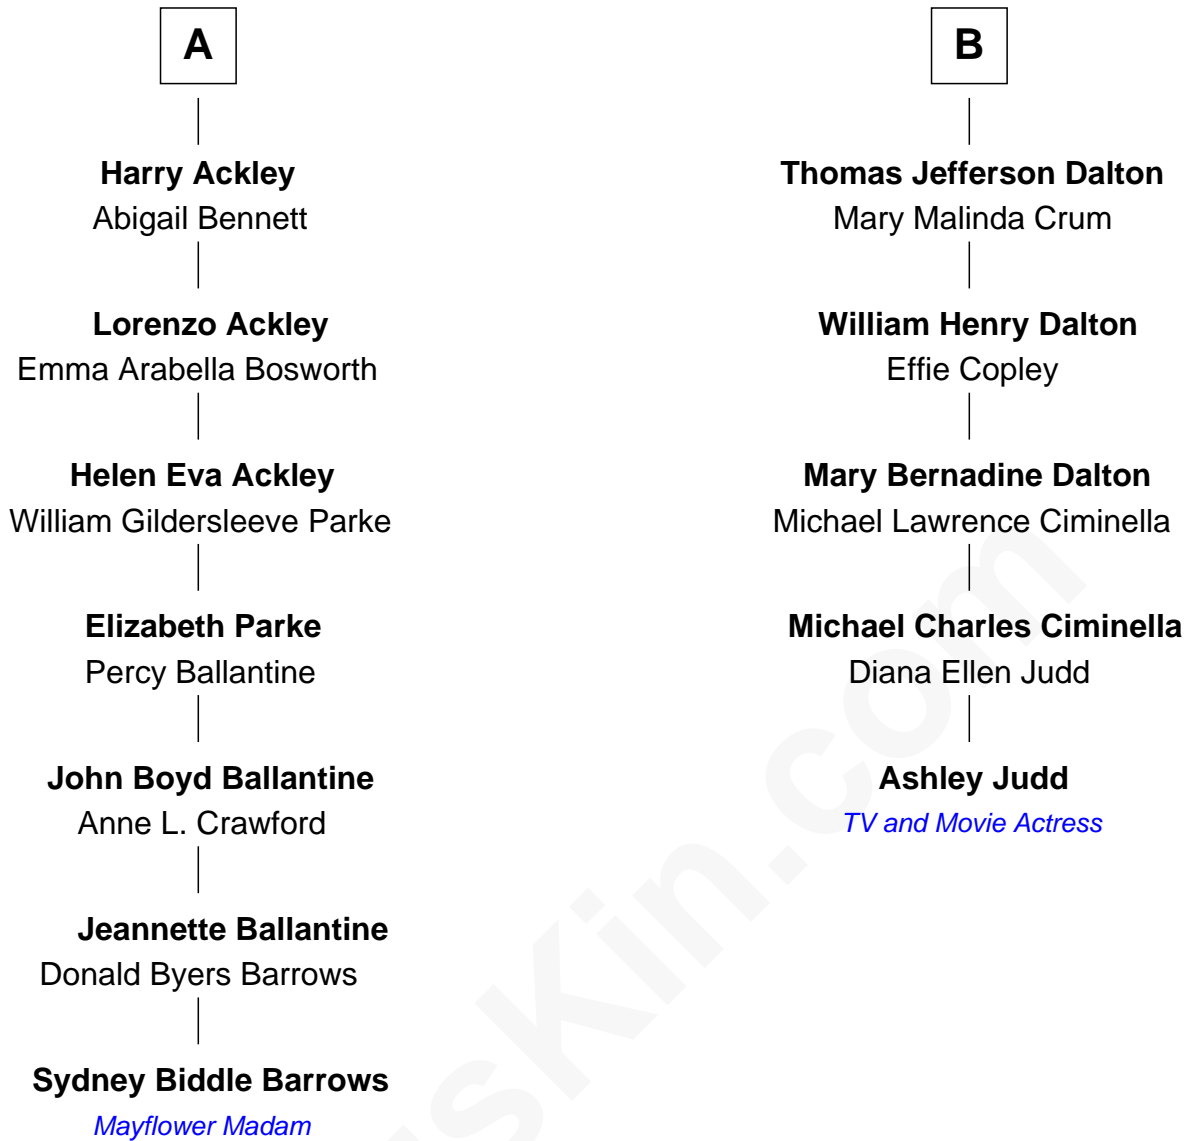 A
Harry Ackley
Abigail Bennett
Lorenzo Ackley
Emma Arabella Bosworth
Helen Eva Ackley
William Gildersleeve Parke
Elizabeth Parke
Percy Ballantine
John Boyd Ballantine
Anne L. Crawford
Jeannette Ballantine
Donald Byers Barrows
Sydney Biddle Barrows
Mayflower Madam
B
Thomas Jefferson Dalton
Mary Malinda Crum
William Henry Dalton
Effie Copley
Mary Bernadine Dalton
Michael Lawrence Ciminella
Michael Charles Ciminella
Diana Ellen Judd
Ashley Judd
TV and Movie Actress